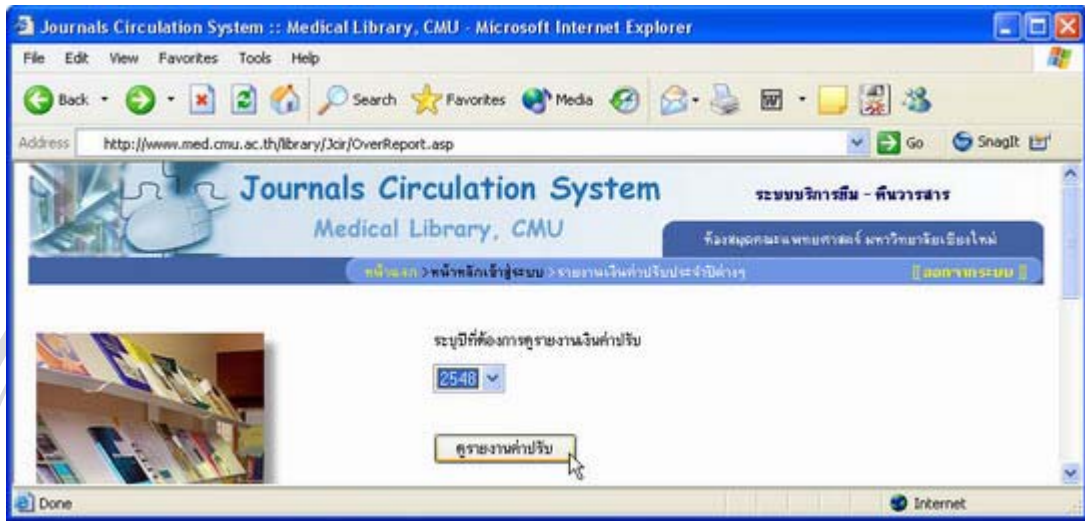 Journals Circulation System :: Medical Library, CMU - Microsoft Internet Explorer
File Edit View Favorites Tools Help
Back Search Favorites Media
Address http://www.med.cmu.ac.th/library/Jcir/OverReport.asp Go SnagIt
Journals Circulation System
ระบบบริการยืม - คืนวารสาร
Medical Library, CMU
ห้องสมุดคณะแพทยศาสตร์ มหาวิทยาลัยเชียงใหม่
หน้าแรก > หน้าหลักเข้าสู่ระบบ > รายงานเงินค่าปรับประจำปีต่างๆ
[[ ออกจากระบบ ]]
ระบุปีที่ต้องการดูรายงานเงินค่าปรับ
2548
ดูรายงานค่าปรับ
Done Internet